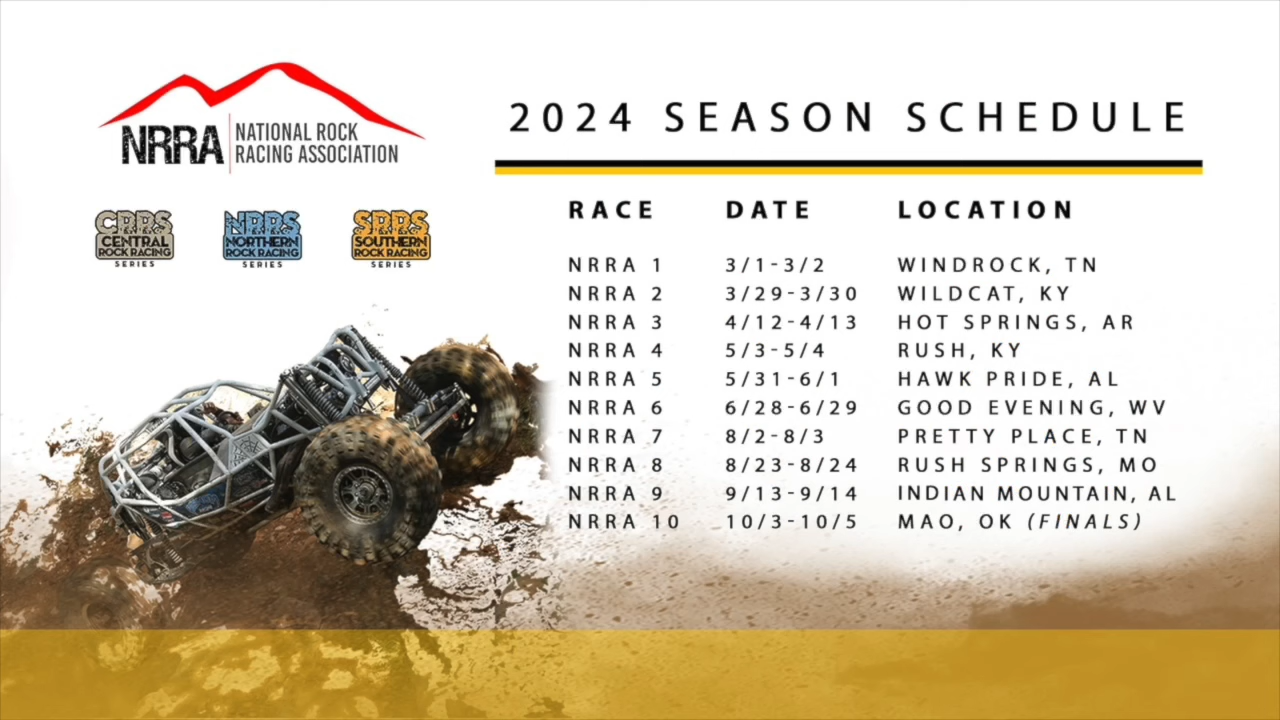 NRRA
NATIONAL ROCK
RACING ASSOCIATION
CRRS
CENTRAL
ROCK RACING
SERIES
NRRS
NORTHERN
ROCK RACING
SERIES
SRRS
SOUTHERN
ROCK RACING
SERIES
2024 SEASON SCHEDULE
RACE DATE LOCATION
NRRA 1 3/1-3/2 WINDROCK, TN
NRRA 2 3/29-3/30 WILDCAT, KY
NRRA 3 4/12-4/13 HOT SPRINGS, AR
NRRA 4 5/3-5/4 RUSH, KY
NRRA 5 5/31-6/1 HAWK PRIDE, AL
NRRA 6 6/28-6/29 GOOD EVENING, WV
NRRA 7 8/2-8/3 PRETTY PLACE, TN
NRRA 8 8/23-8/24 RUSH SPRINGS, MO
NRRA 9 9/13-9/14 INDIAN MOUNTAIN, AL
NRRA 10 10/3-10/5 MAO, OK (FINALS)